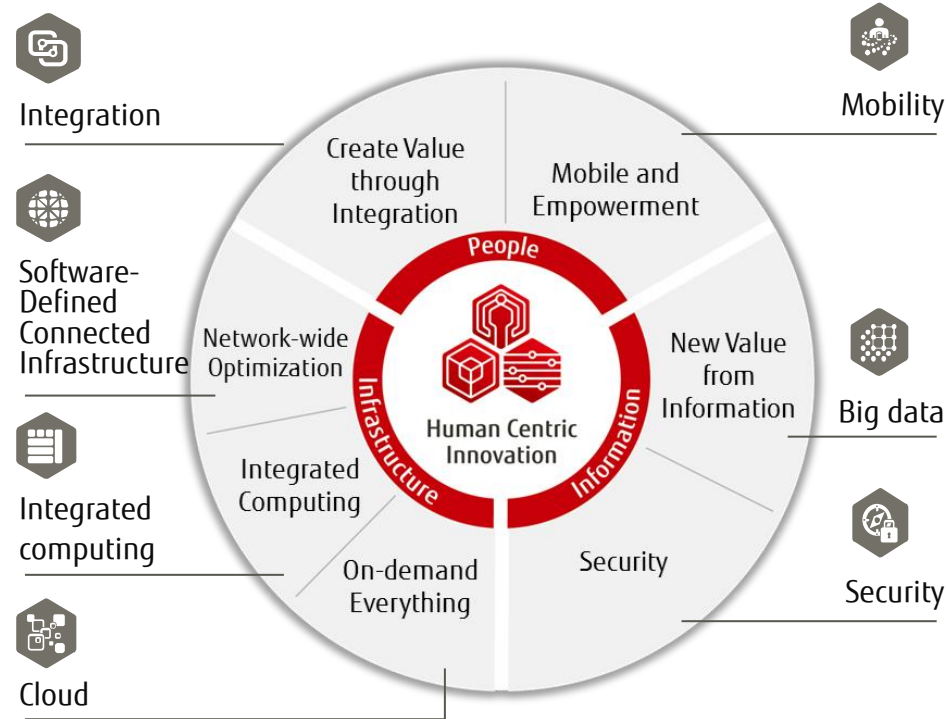 Integration
Software-
Defined
Connected
Infrastructure
Integrated
computing
Cloud
Create Value
through
Integration
Mobile and
Empowerment
People
Network-wide
Optimization
Infrastructure
Integrated
Computing
On-demand
Everything
Human Centric
Innovation
Information
New Value
from
Information
Security
Mobility
Big data
Security